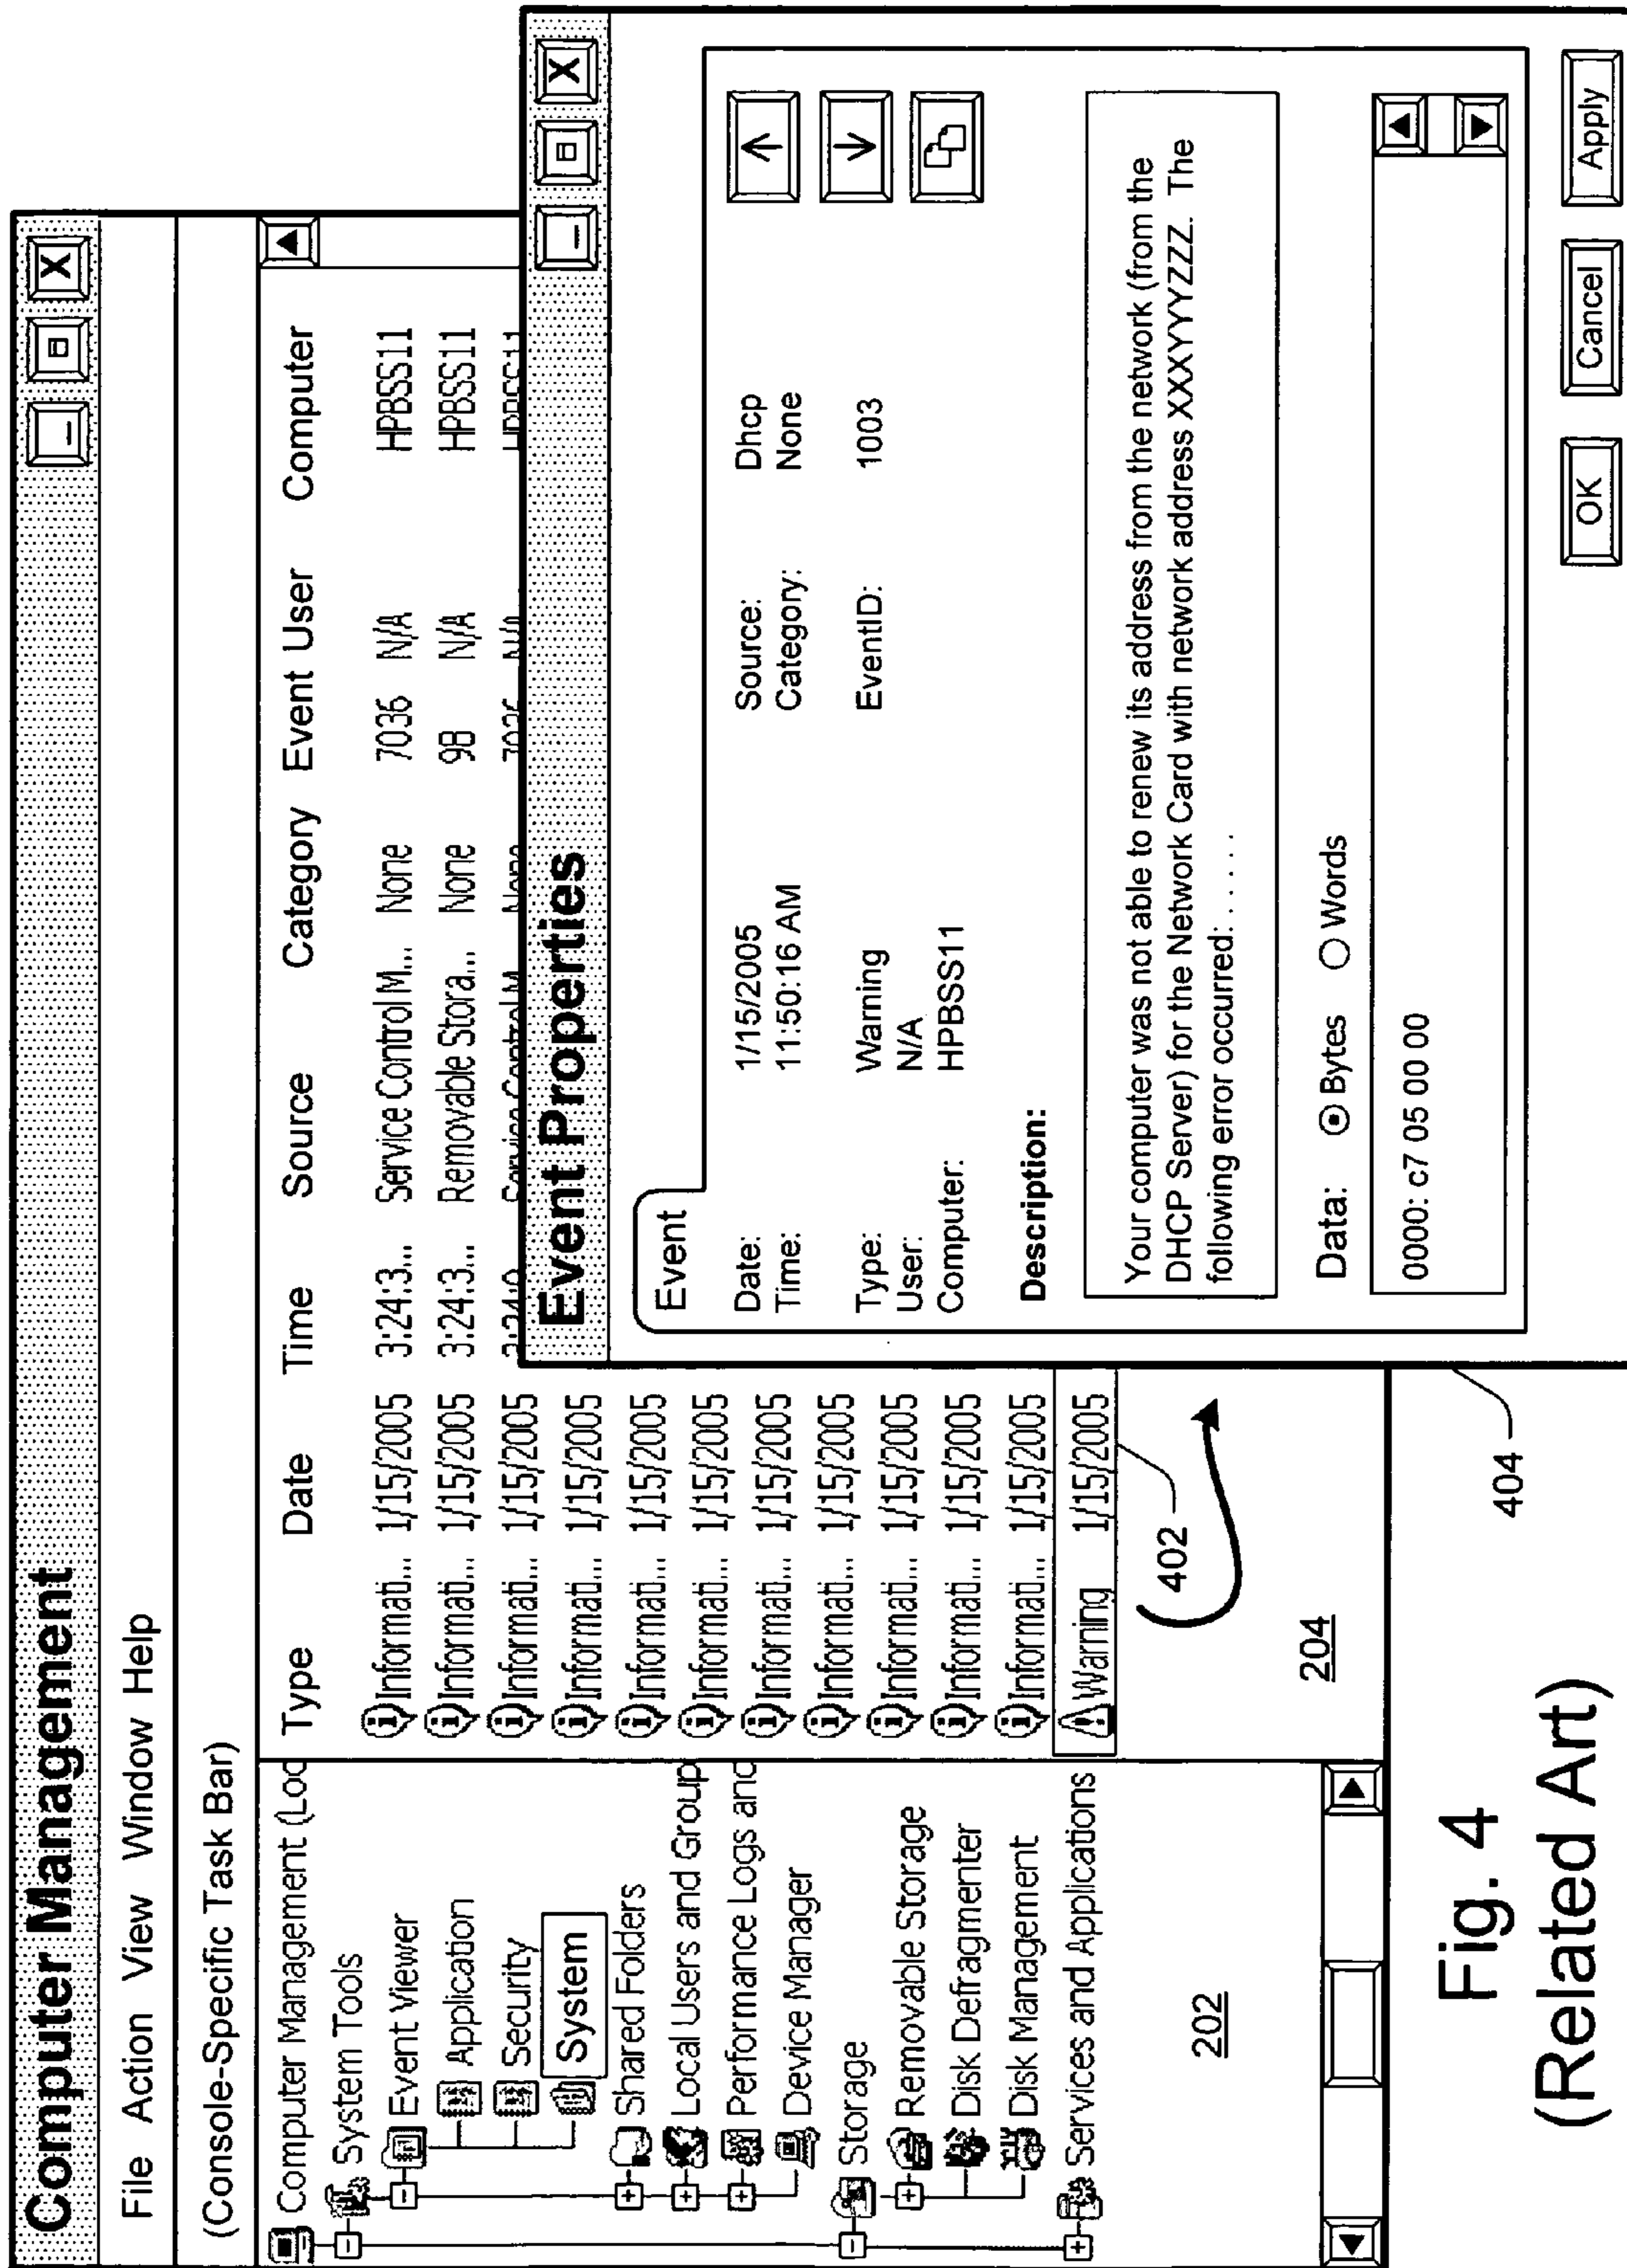 Computer Management
File Action View Window Help
(Console-Specific Task Bar)
Computer Management (Loc
System Tools
Event Viewer
Application
Security
System
Shared Folders
Local Users and Group
Performance Logs and
Device Manager
Storage
Removable Storage
Disk Defragmenter
Disk Management
Services and Applications
202
Type Date Time Source Category Event User Computer
Informati... 1/15/2005 3:24:3... Service Control M... None 7036 N/A HPBSS11
Informati... 1/15/2005 3:24:3... Removable Stora... None 98 N/A HPBSS11
Informati... 1/15/2005
Informati... 1/15/2005
Informati... 1/15/2005
Informati... 1/15/2005
Informati... 1/15/2005
Informati... 1/15/2005
Informati... 1/15/2005
Informati... 1/15/2005
Informati... 1/15/2005
Warning 1/15/2005
402
204
404
Event Properties
Event
Date: 1/15/2005 Source: Dhcp
Time: 11:50:16 AM Category: None
Type: Warning EventID: 1003
User: N/A
Computer: HPBSS11
Description:
Your computer was not able to renew its address from the network (from the
DHCP Server) for the Network Card with network address XXXYYYZZZ. The
following error occurred: . . . . .
Data: Bytes Words
0000: c7 05 00 00
OK Cancel Apply
Fig. 4
(Related Art)